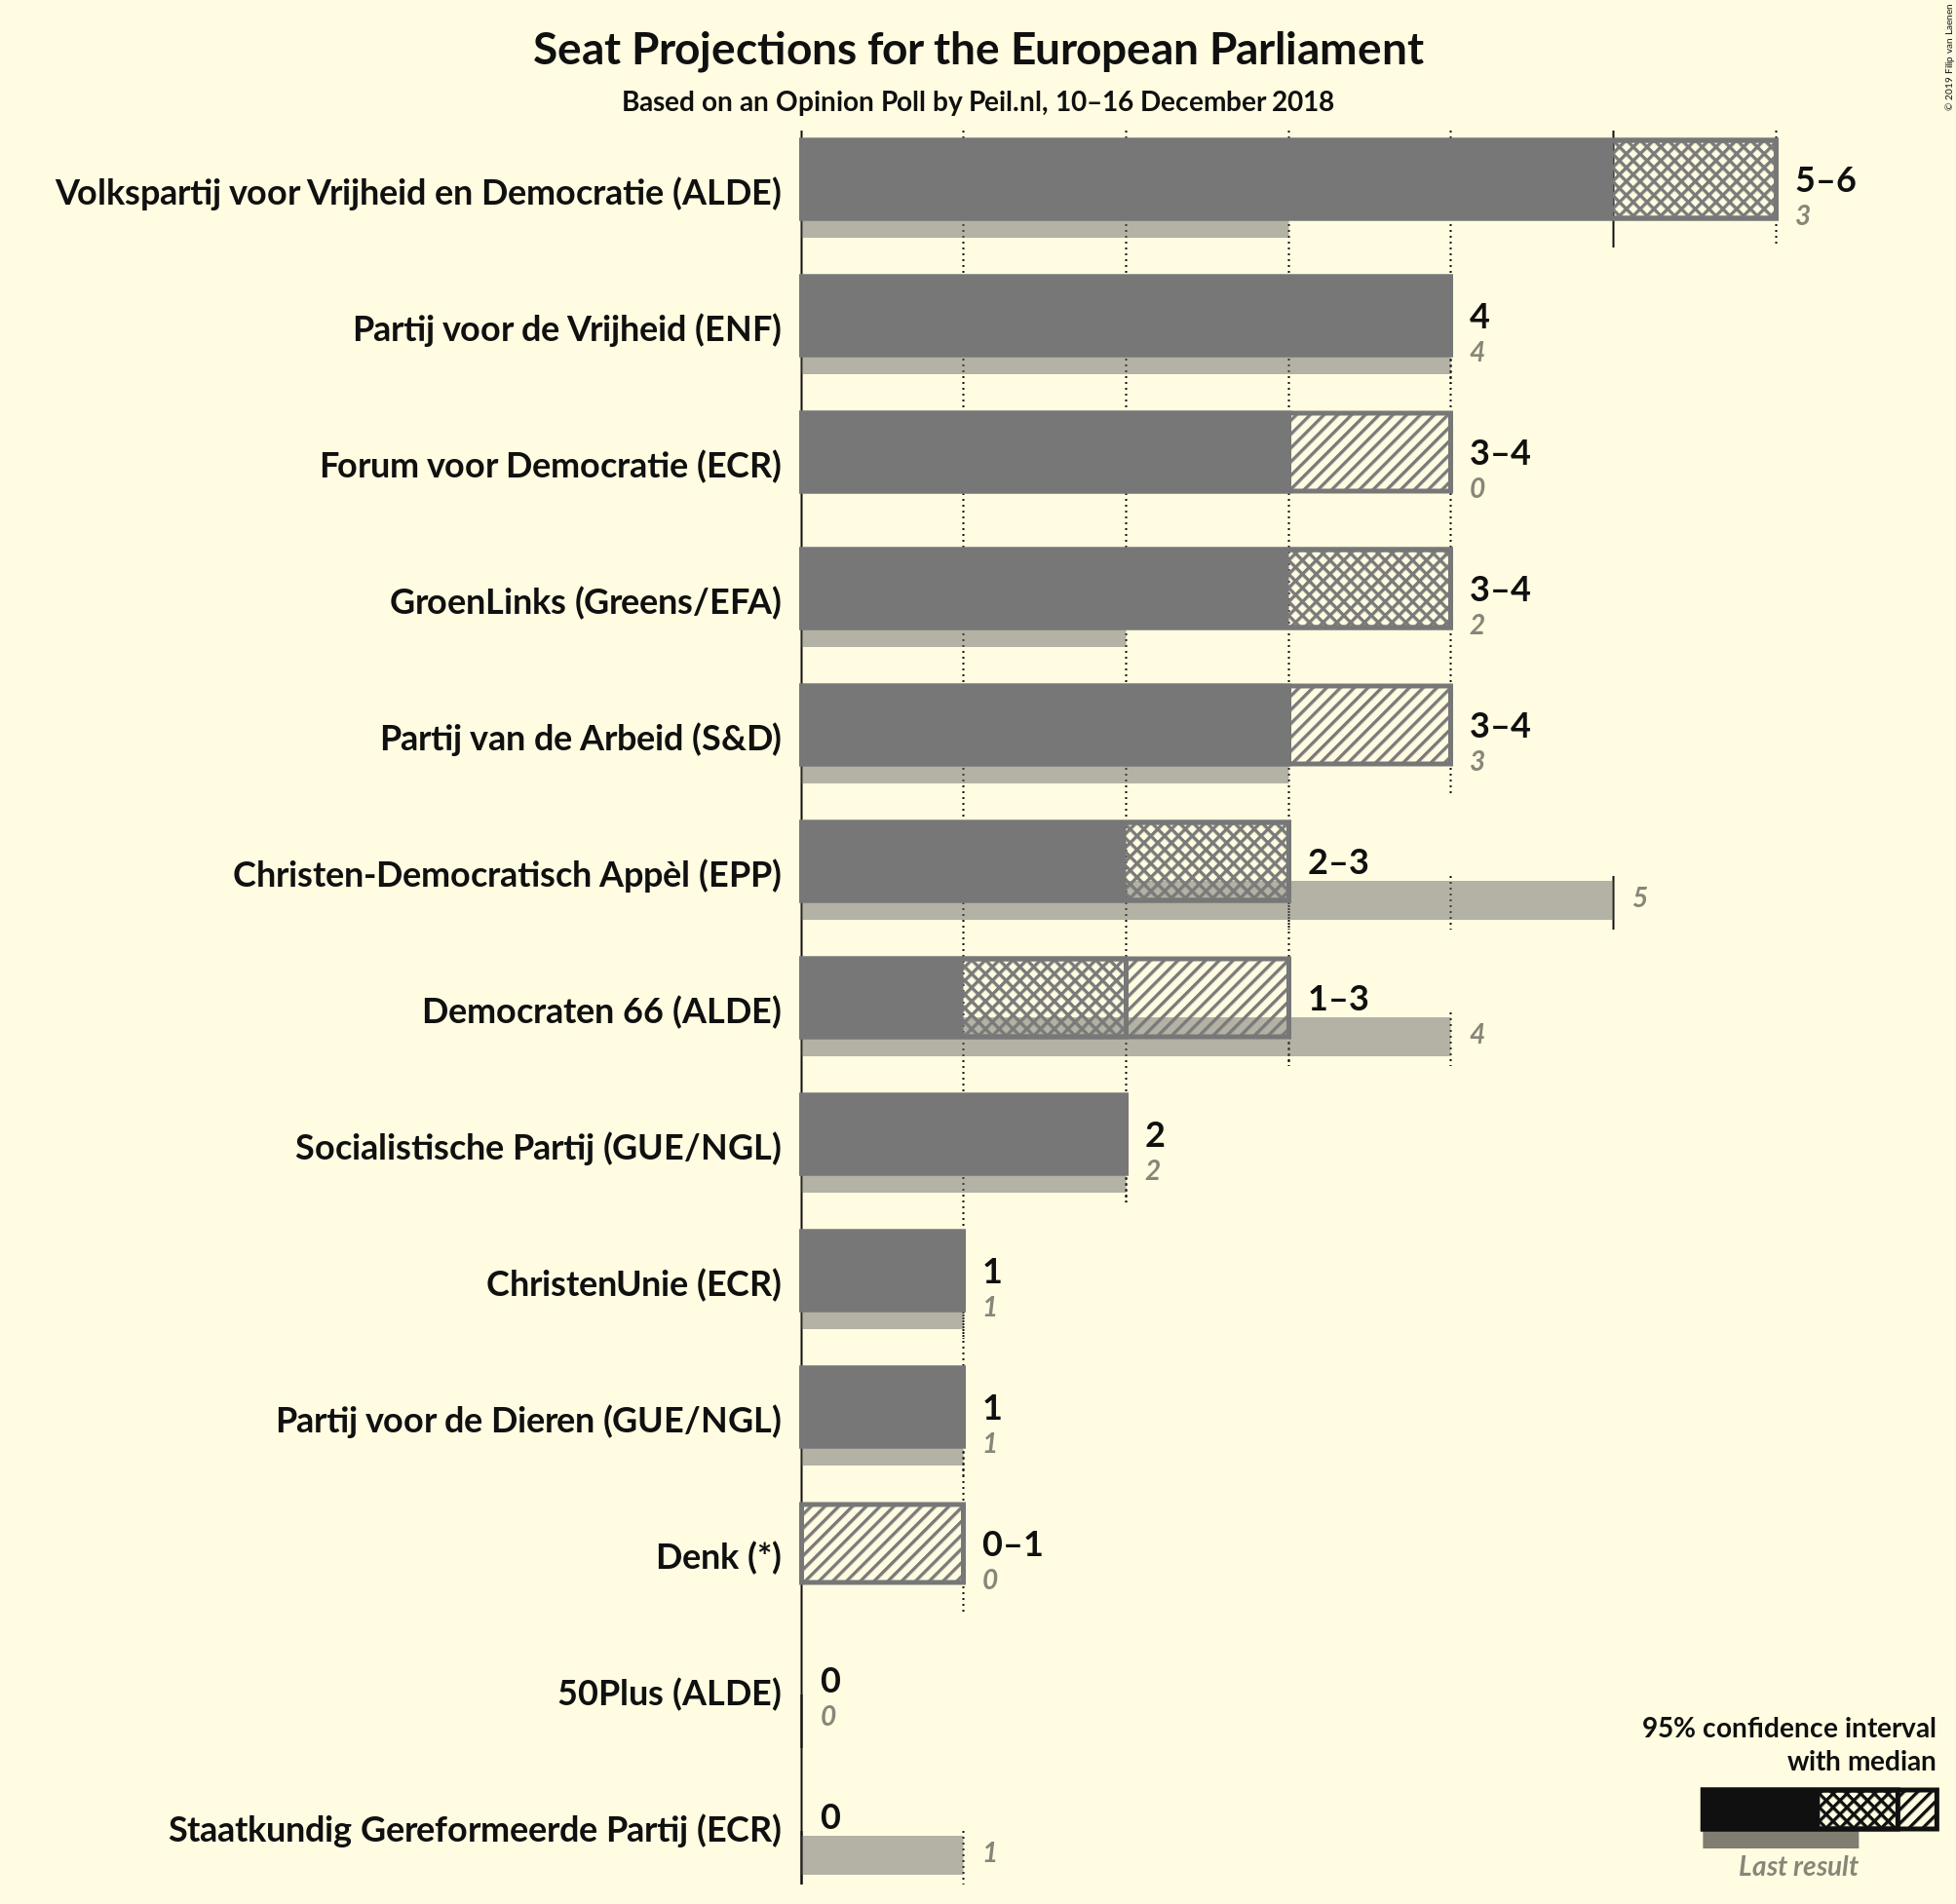 Seat Projections for the European Parliament
Based on an Opinion Poll by Peil.nl, 10–16 December 2018
© 2019 Filip van Laenen
Volkspartij voor Vrijheid en Democratie (ALDE)
5–6
3
Partij voor de Vrijheid (ENF)
4
4
Forum voor Democratie (ECR)
3–4
0
GroenLinks (Greens/EFA)
3–4
2
Partij van de Arbeid (S&D)
3–4
3
Christen-Democratisch Appèl (EPP)
2–3
5
Democraten 66 (ALDE)
1–3
4
Socialistische Partij (GUE/NGL)
2
2
ChristenUnie (ECR)
1
1
Partij voor de Dieren (GUE/NGL)
1
1
Denk (*)
0–1
0
50Plus (ALDE)
0
0
Staatkundig Gereformeerde Partij (ECR)
0
1
95% confidence interval
with median
Last result